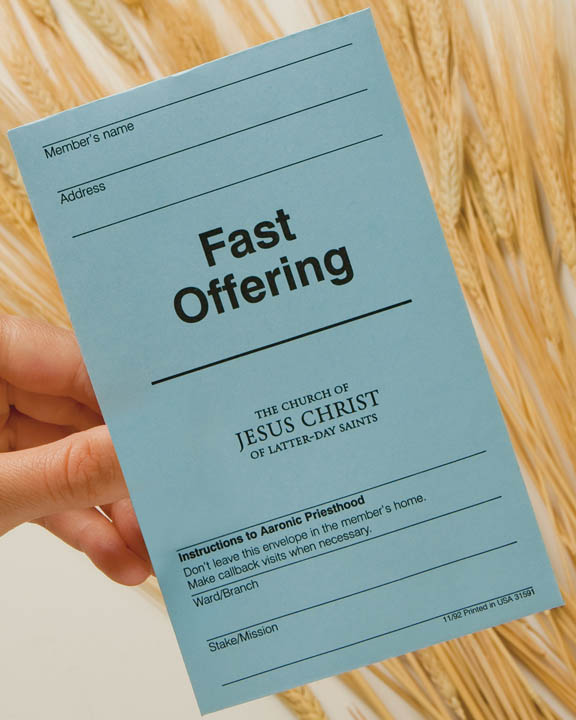 Member's name
Address
Fast
Offering
THE CHURCH OF
JESUS CHRIST
OF LATTER-DAY SAINTS
Instructions to Aaronic Priesthood
Don't leave this envelope in the member's home.
Make callback visits when necessary.
Ward/Branch
Stake/Mission
11/92 Printed in USA 31591